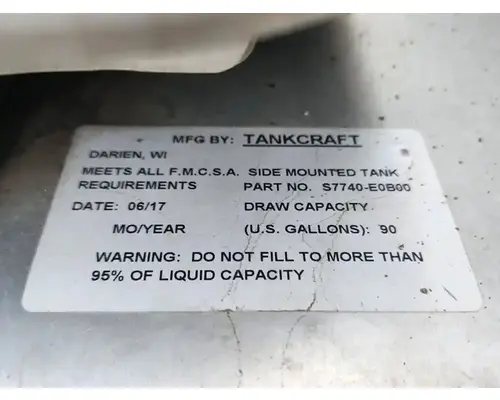 MFG BY: TANKCRAFT
DARIEN, WI
MEETS ALL F.M.C.S.A. SIDE MOUNTED TANK
REQUIREMENTS PART NO. S7740-E0B00
DATE: 06/17 DRAW CAPACITY
MO/YEAR (U.S. GALLONS): 90
WARNING: DO NOT FILL TO MORE THAN
95% OF LIQUID CAPACITY